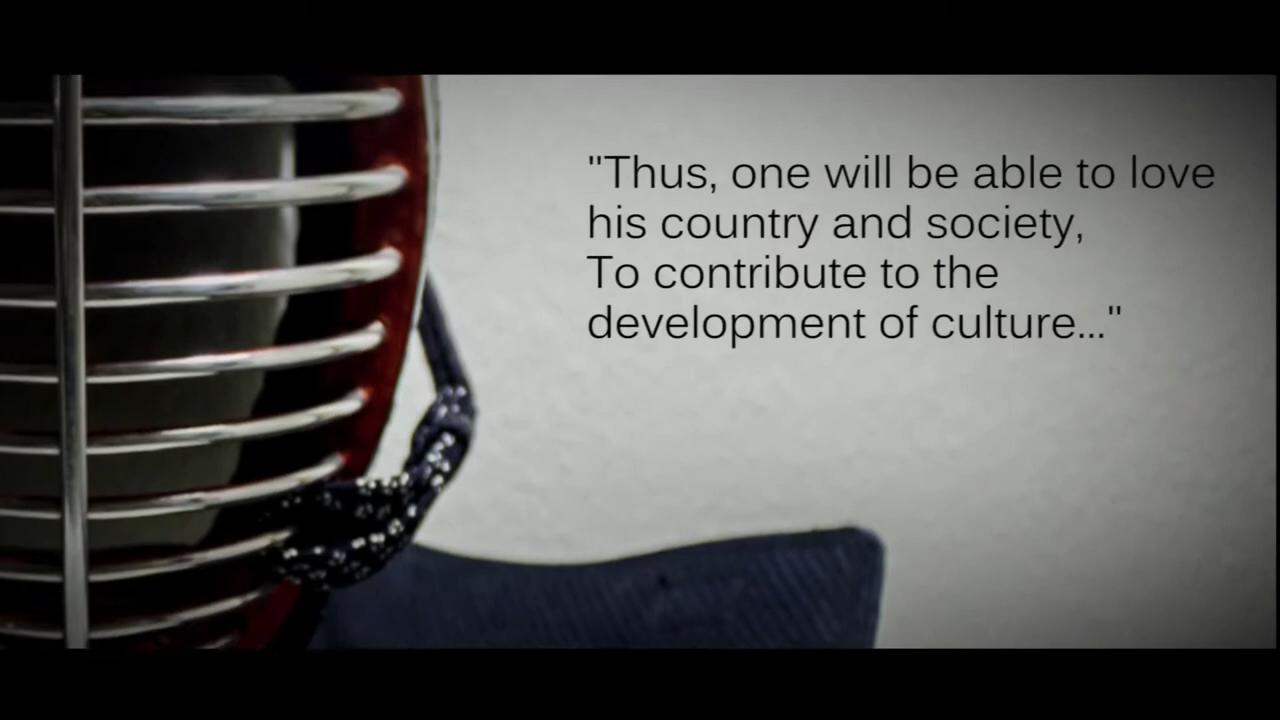 "Thus, one will be able to love
his country and society,
To contribute to the
development of culture..."